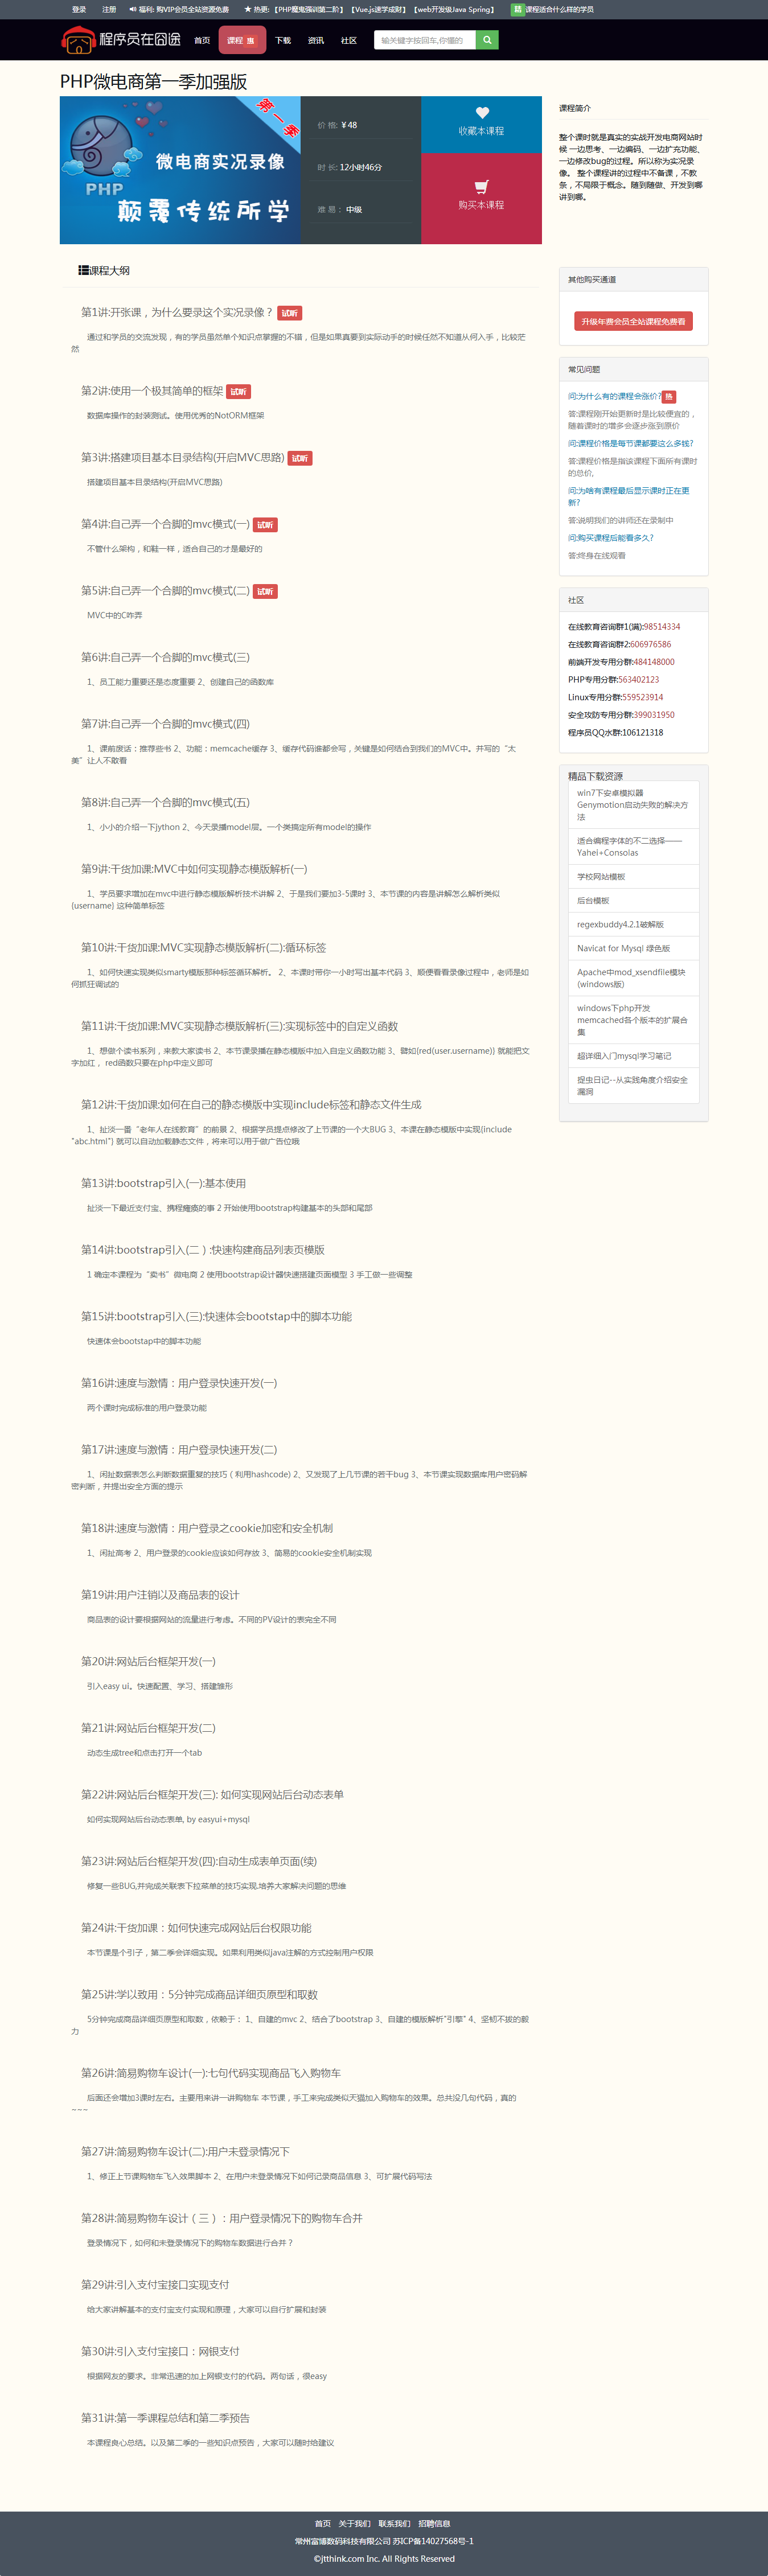 登录 注册 福利: 购VIP会员全站资源免费 ★ 热更: 【PHP魔鬼强训第二阶】 【Vue.js速学成财】 【web开发级Java Spring】 课程适合什么样的学员
程序员在囧途 首页 课程 惠 下载 资讯 社区 输关键字按回车,你懂的
PHP微电商第一季加强版
第一季
PHP
微电商实况录像
颠覆传统所学
价 格: ¥48
时 长: 12小时46分
难 易： 中级
收藏本课程
购买本课程
课程简介
整个课时就是真实的实战开发电商网站时
候 一边思考、一边编码、一边扩充功能、
一边修改bug的过程。所以称为实况录
像。 整个课程讲的过程中不备课，不教
条，不局限于概念。随到随做、开发到哪
讲到哪。
课程大纲
第1讲:开张课，为什么要录这个实况录像？ 试听
通过和学员的交流发现，有的学员虽然单个知识点掌握的不错，但是如果真要到实际动手的时候任然不知道从何入手，比较茫
然
第2讲:使用一个极其简单的框架 试听
数据库操作的封装测试。使用优秀的NotORM框架
第3讲:搭建项目基本目录结构(开启MVC思路) 试听
搭建项目基本目录结构(开启MVC思路)
第4讲:自己弄一个合脚的mvc模式(一) 试听
不管什么架构，和鞋一样，适合自己的才是最好的
第5讲:自己弄一个合脚的mvc模式(二) 试听
MVC中的C咋弄
第6讲:自己弄一个合脚的mvc模式(三)
1、员工能力重要还是态度重要 2、创建自己的函数库
第7讲:自己弄一个合脚的mvc模式(四)
1、课前废话：推荐些书 2、功能：memcache缓存 3、缓存代码谁都会写，关键是如何结合到我们的MVC中。并写的“太
美”让人不敢看
第8讲:自己弄一个合脚的mvc模式(五)
1、小小的介绍一下jython 2、今天录播model层。一个类搞定所有model的操作
第9讲:干货加课:MVC中如何实现静态模版解析(一)
1、学员要求增加在mvc中进行静态模版解析技术讲解 2、于是我们要加3-5课时 3、本节课的内容是讲解怎么解析类似
{username} 这种简单标签
第10讲:干货加课:MVC实现静态模版解析(二):循环标签
1、如何快速实现类似smarty模版那种标签循环解析。 2、本课时带你一小时写出基本代码 3、顺便看看录像过程中，老师是如
何抓狂调试的
第11讲:干货加课:MVC实现静态模版解析(三):实现标签中的自定义函数
1、想做个读书系列，来教大家读书 2、本节课录播在静态模版中加入自定义函数功能 3、譬如{red(user.username)} 就能把文
字加红， red函数只要在php中定义即可
第12讲:干货加课:如何在自己的静态模版中实现include标签和静态文件生成
1、扯淡一番“老年人在线教育”的前景 2、根据学员提点修改了上节课的一个大BUG 3、本课在静态模版中实现{include
"abc.html"} 就可以自动加载静态文件，将来可以用于做广告位哦
第13讲:bootstrap引入(一):基本使用
扯淡一下最近支付宝、携程瘫痪的事 2 开始使用bootstrap构建基本的头部和尾部
第14讲:bootstrap引入(二）:快速构建商品列表页模版
1 确定本课程为“卖书”微电商 2 使用bootstrap设计器快速搭建页面模型 3 手工做一些调整
第15讲:bootstrap引入(三):快速体会bootstap中的脚本功能
快速体会bootstap中的脚本功能
第16讲:速度与激情：用户登录快速开发(一)
两个课时完成标准的用户登录功能
第17讲:速度与激情：用户登录快速开发(二)
1、闲扯数据表怎么判断数据重复的技巧（利用hashcode) 2、又发现了上几节课的若干bug 3、本节课实现数据库用户密码解
密判断，并提出安全方面的提示
第18讲:速度与激情：用户登录之cookie加密和安全机制
1、闲扯高考 2、用户登录的cookie应该如何存放 3、简易的cookie安全机制实现
第19讲:用户注销以及商品表的设计
商品表的设计要根据网站的流量进行考虑。不同的PV设计的表完全不同
第20讲:网站后台框架开发(一)
引入easy ui。快速配置、学习、搭建雏形
第21讲:网站后台框架开发(二)
动态生成tree和点击打开一个tab
第22讲:网站后台框架开发(三): 如何实现网站后台动态表单
如何实现网站后台动态表单, by easyui+mysql
第23讲:网站后台框架开发(四):自动生成表单页面(续)
修复一些BUG,并完成关联表下拉菜单的技巧实现.培养大家解决问题的思维
第24讲:干货加课：如何快速完成网站后台权限功能
本节课是个引子，第二季会详细实现。如果利用类似java注解的方式控制用户权限
第25讲:学以致用：5分钟完成商品详细页原型和取数
5分钟完成商品详细页原型和取数，依赖于： 1、自建的mvc 2、结合了bootstrap 3、自建的模版解析"引擎" 4、坚韧不拔的毅
力
第26讲:简易购物车设计(一):七句代码实现商品飞入购物车
后面还会增加3课时左右。主要用来讲一讲购物车 本节课，手工来完成类似天猫加入购物车的效果。总共没几句代码，真的
~~~
第27讲:简易购物车设计(二):用户未登录情况下
1、修正上节课购物车飞入效果脚本 2、在用户未登录情况下如何记录商品信息 3、可扩展代码写法
第28讲:简易购物车设计（三）：用户登录情况下的购物车合并
登录情况下，如何和未登录情况下的购物车数据进行合并？
第29讲:引入支付宝接口实现支付
给大家讲解基本的支付宝支付实现和原理，大家可以自行扩展和封装
第30讲:引入支付宝接口：网银支付
根据网友的要求。非常迅速的加上网银支付的代码。两句话，很easy
第31讲:第一季课程总结和第二季预告
本课程良心总结。以及第二季的一些知识点预告，大家可以随时给建议
其他购买通道
升级年费会员全站课程免费看
常见问题
问:为什么有的课程会涨价? 热
答:课程刚开始更新时是比较便宜的，
随着课时的增多会逐步涨到原价
问:课程价格是每节课都要这么多钱?
答:课程价格是指该课程下面所有课时
的总价,
问:为啥有课程最后显示课时正在更
新?
答:说明我们的讲师还在录制中
问:购买课程后能看多久?
答:终身在线观看
社区
在线教育咨询群1(满):98514334
在线教育咨询群2:606976586
前端开发专用分群:484148000
PHP专用分群:563402123
Linux专用分群:559523914
安全攻防专用分群:399031950
程序员QQ水群:106121318
精品下载资源
win7下安卓模拟器
Genymotion启动失败的解决方
法
适合编程字体的不二选择——
Yahei+Consolas
学校网站模板
后台模板
regexbuddy4.2.1破解版
Navicat for Mysql 绿色版
Apache中mod_xsendfile模块
(windows版)
windows下php开发
memcached各个版本的扩展合
集
超详细入门mysql学习笔记
捉虫日记--从实践角度介绍安全
漏洞
首页 关于我们 联系我们 招聘信息
常州富博数码科技有限公司 苏ICP备14027568号-1
©jtthink.com Inc. All Rights Reserved